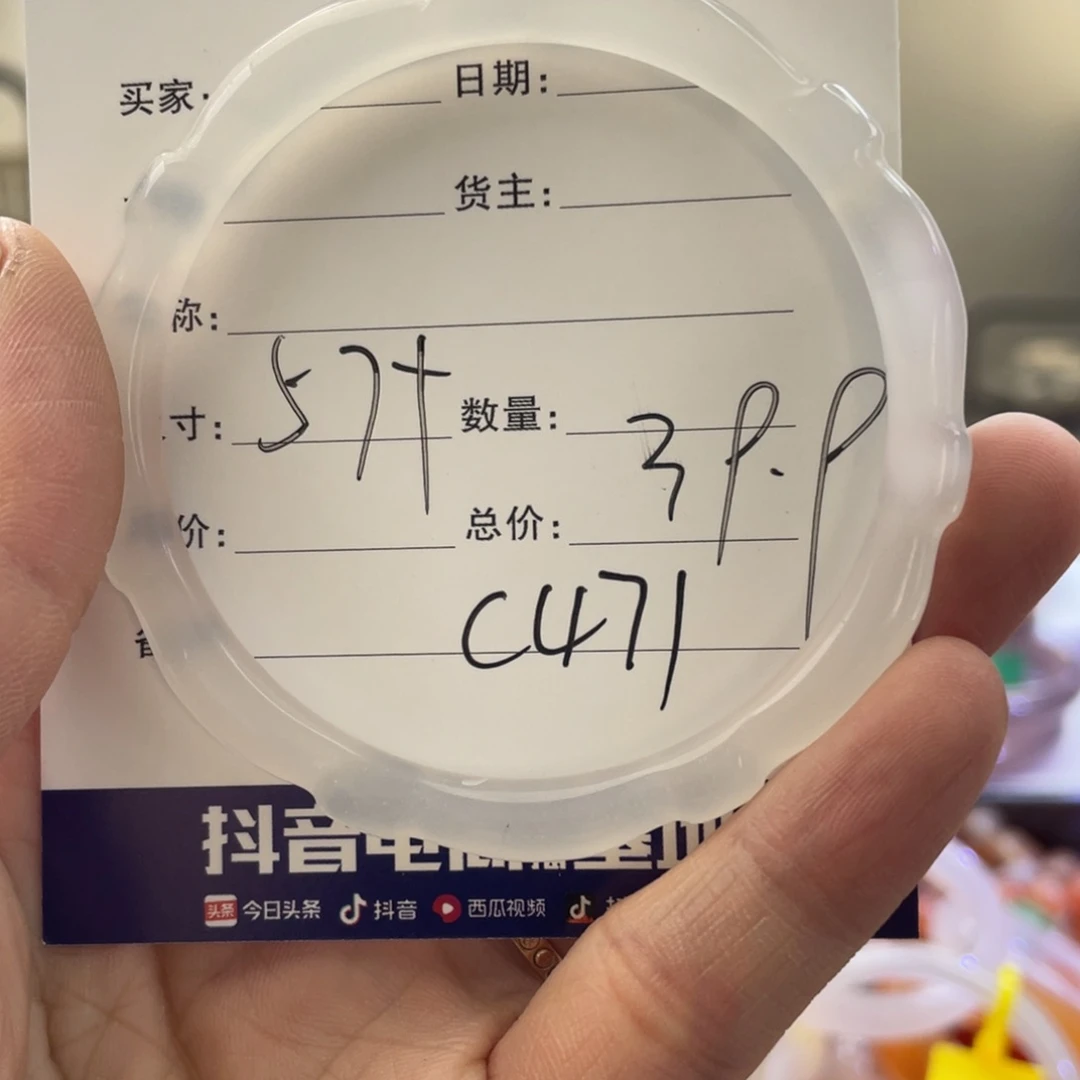 买家: 日期:
货主:
称:
寸: 57+ 数量: 39.9
价: 总价:
C471
抖音电商
今日头条 抖音 西瓜视频